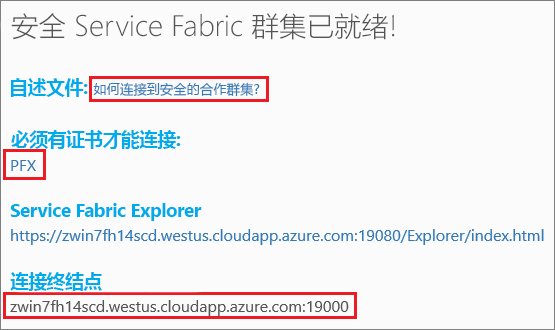 安全 Service Fabric 群集已就绪!
自述文件: 如何连接到安全的合作群集?
必须有证书才能连接:
PFX
Service Fabric Explorer
https://zwin7fh14scd.westus.cloudapp.azure.com:19080/Explorer/index.html
连接终结点
zwin7fh14scd.westus.cloudapp.azure.com:19000